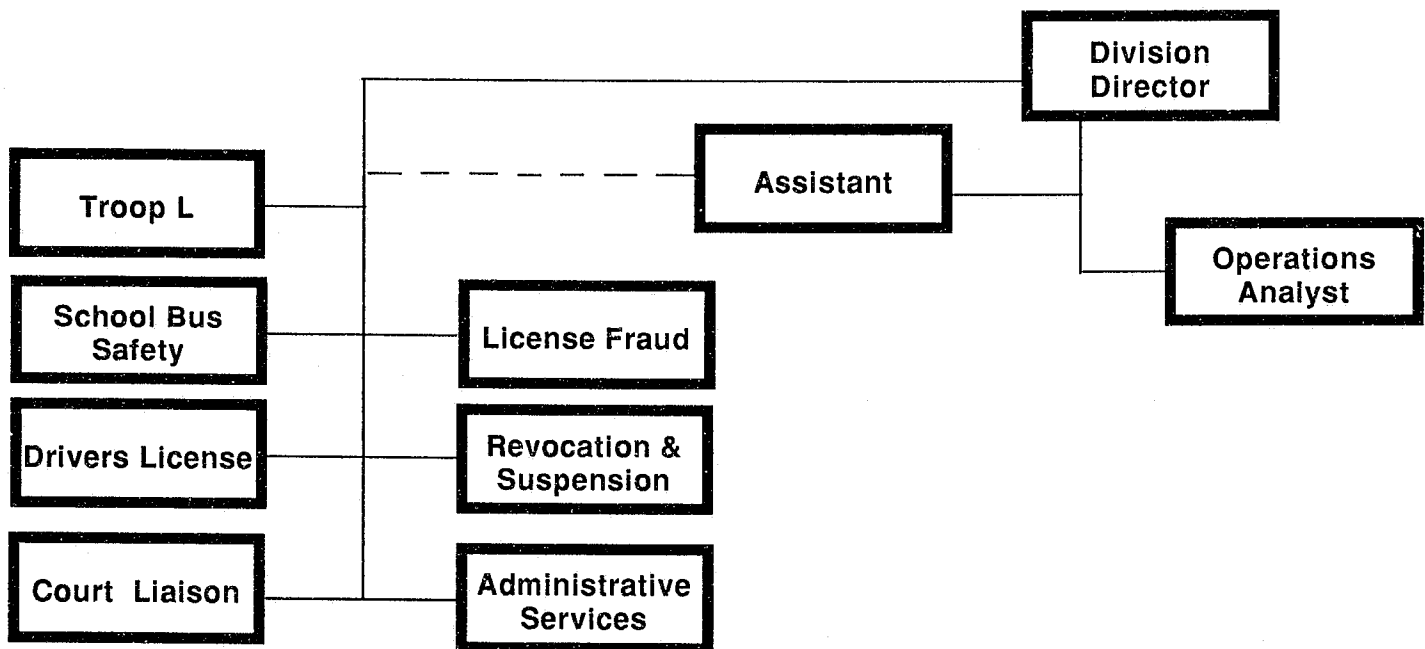 Division
Director
Assistant
Troop L
Operations
Analyst
School Bus
Safety
License Fraud
Drivers License
Revocation &
Suspension
Court Liaison
Administrative
Services